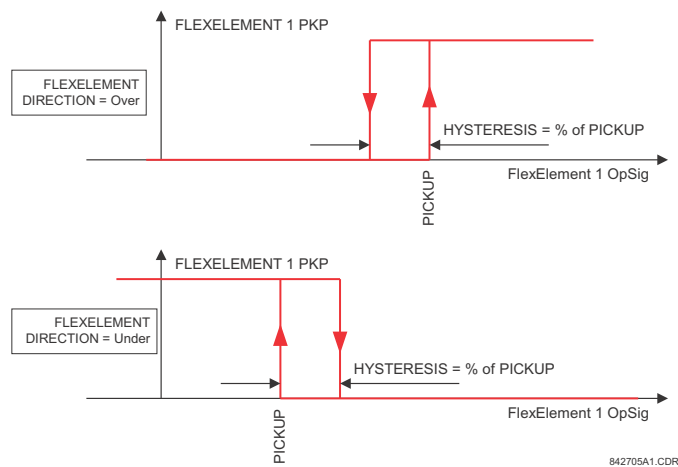 FLEXELEMENT 1 PKP
FLEXELEMENT
DIRECTION = Over
HYSTERESIS = % of PICKUP
FlexElement 1 OpSig
PICKUP
FLEXELEMENT 1 PKP
FLEXELEMENT
DIRECTION = Under
HYSTERESIS = % of PICKUP
FlexElement 1 OpSig
PICKUP
842705A1.CDR